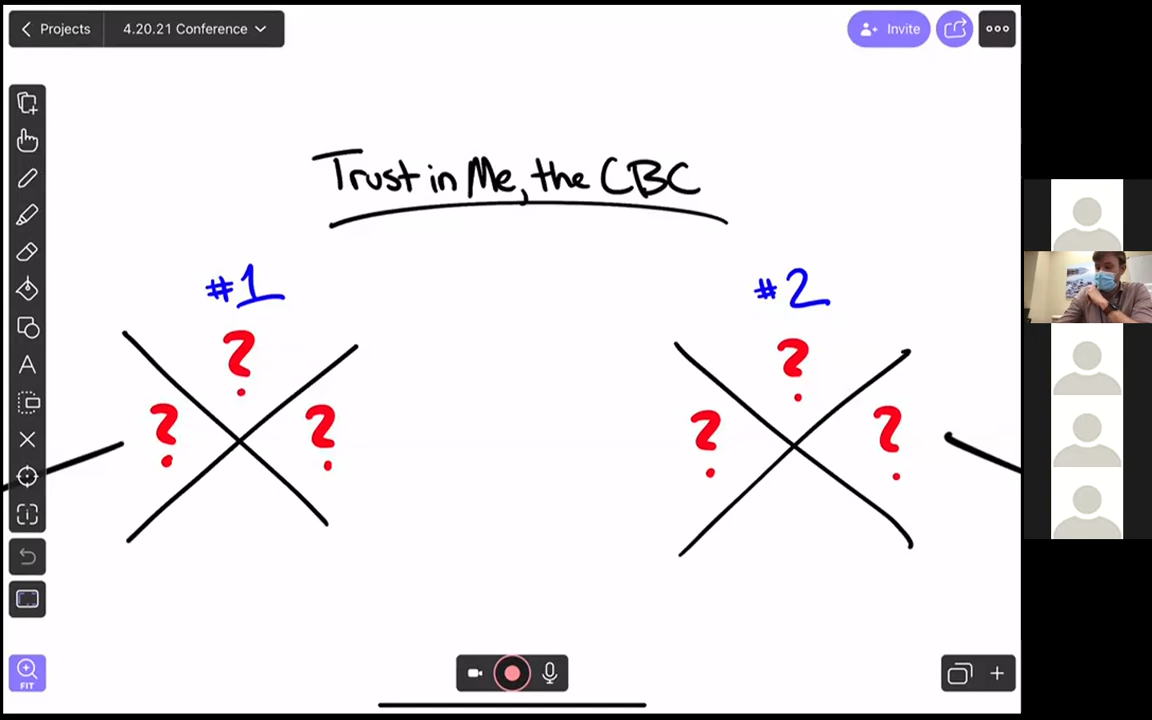 Projects
4.20.21 Conference
Invite
Trust in Me, the CBC
#1
#2
?
?
? ?
? ?
A
FIT